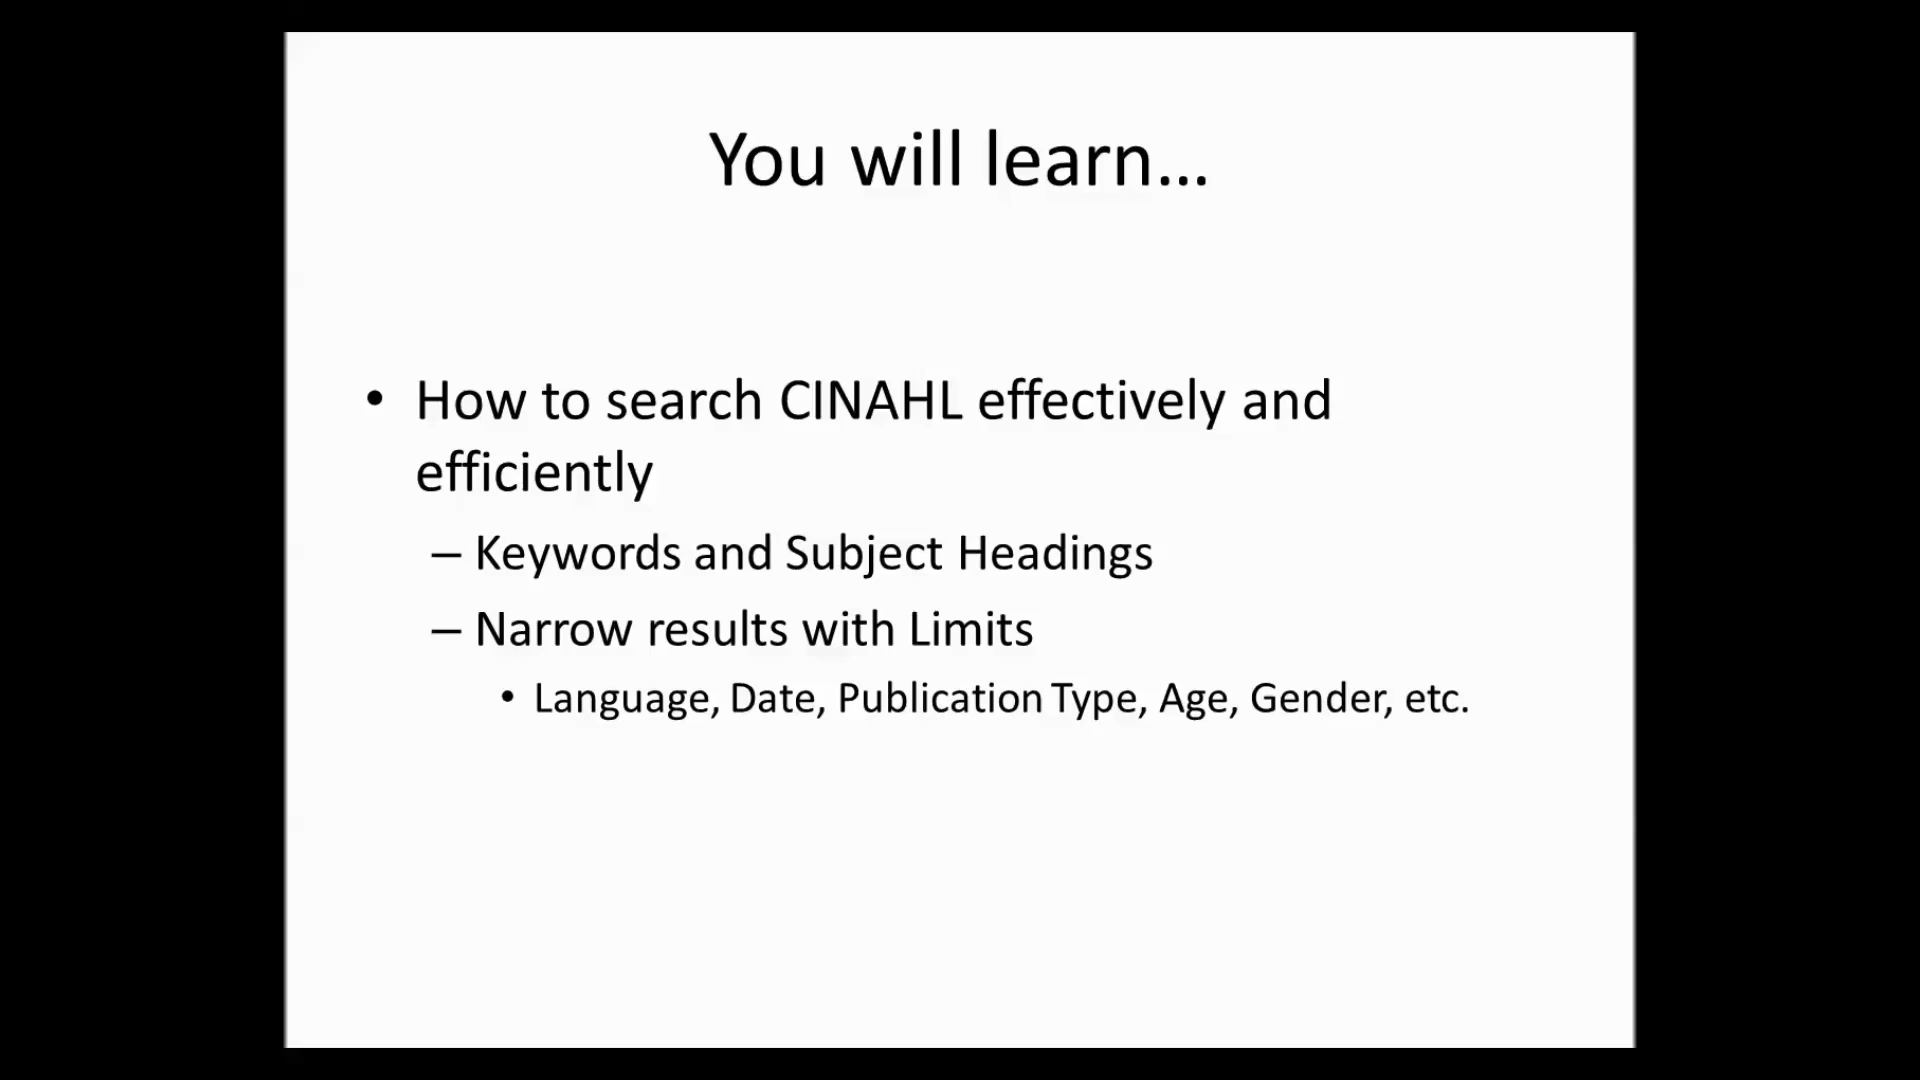 You will learn...
• How to search CINAHL effectively and
efficiently
– Keywords and Subject Headings
– Narrow results with Limits
• Language, Date, Publication Type, Age, Gender, etc.